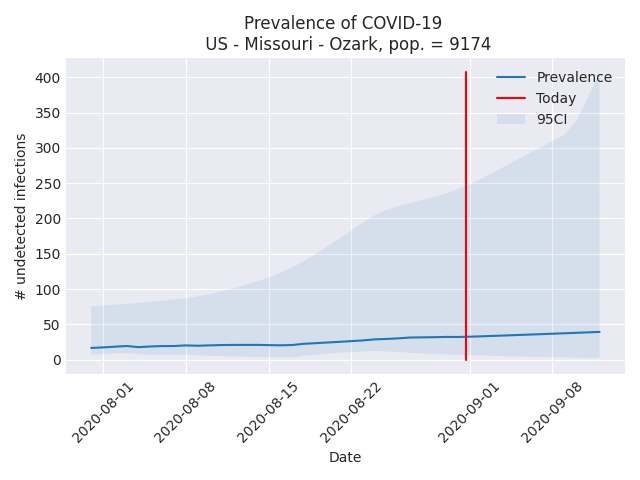 Prevalence of COVID-19
US - Missouri - Ozark, pop. = 9174
# undetected infections
400
350
300
250
200
150
100
50
0
Prevalence
Today
95CI
2020-08-01
2020-08-08
2020-08-15
2020-08-22
2020-09-01
2020-09-08
Date